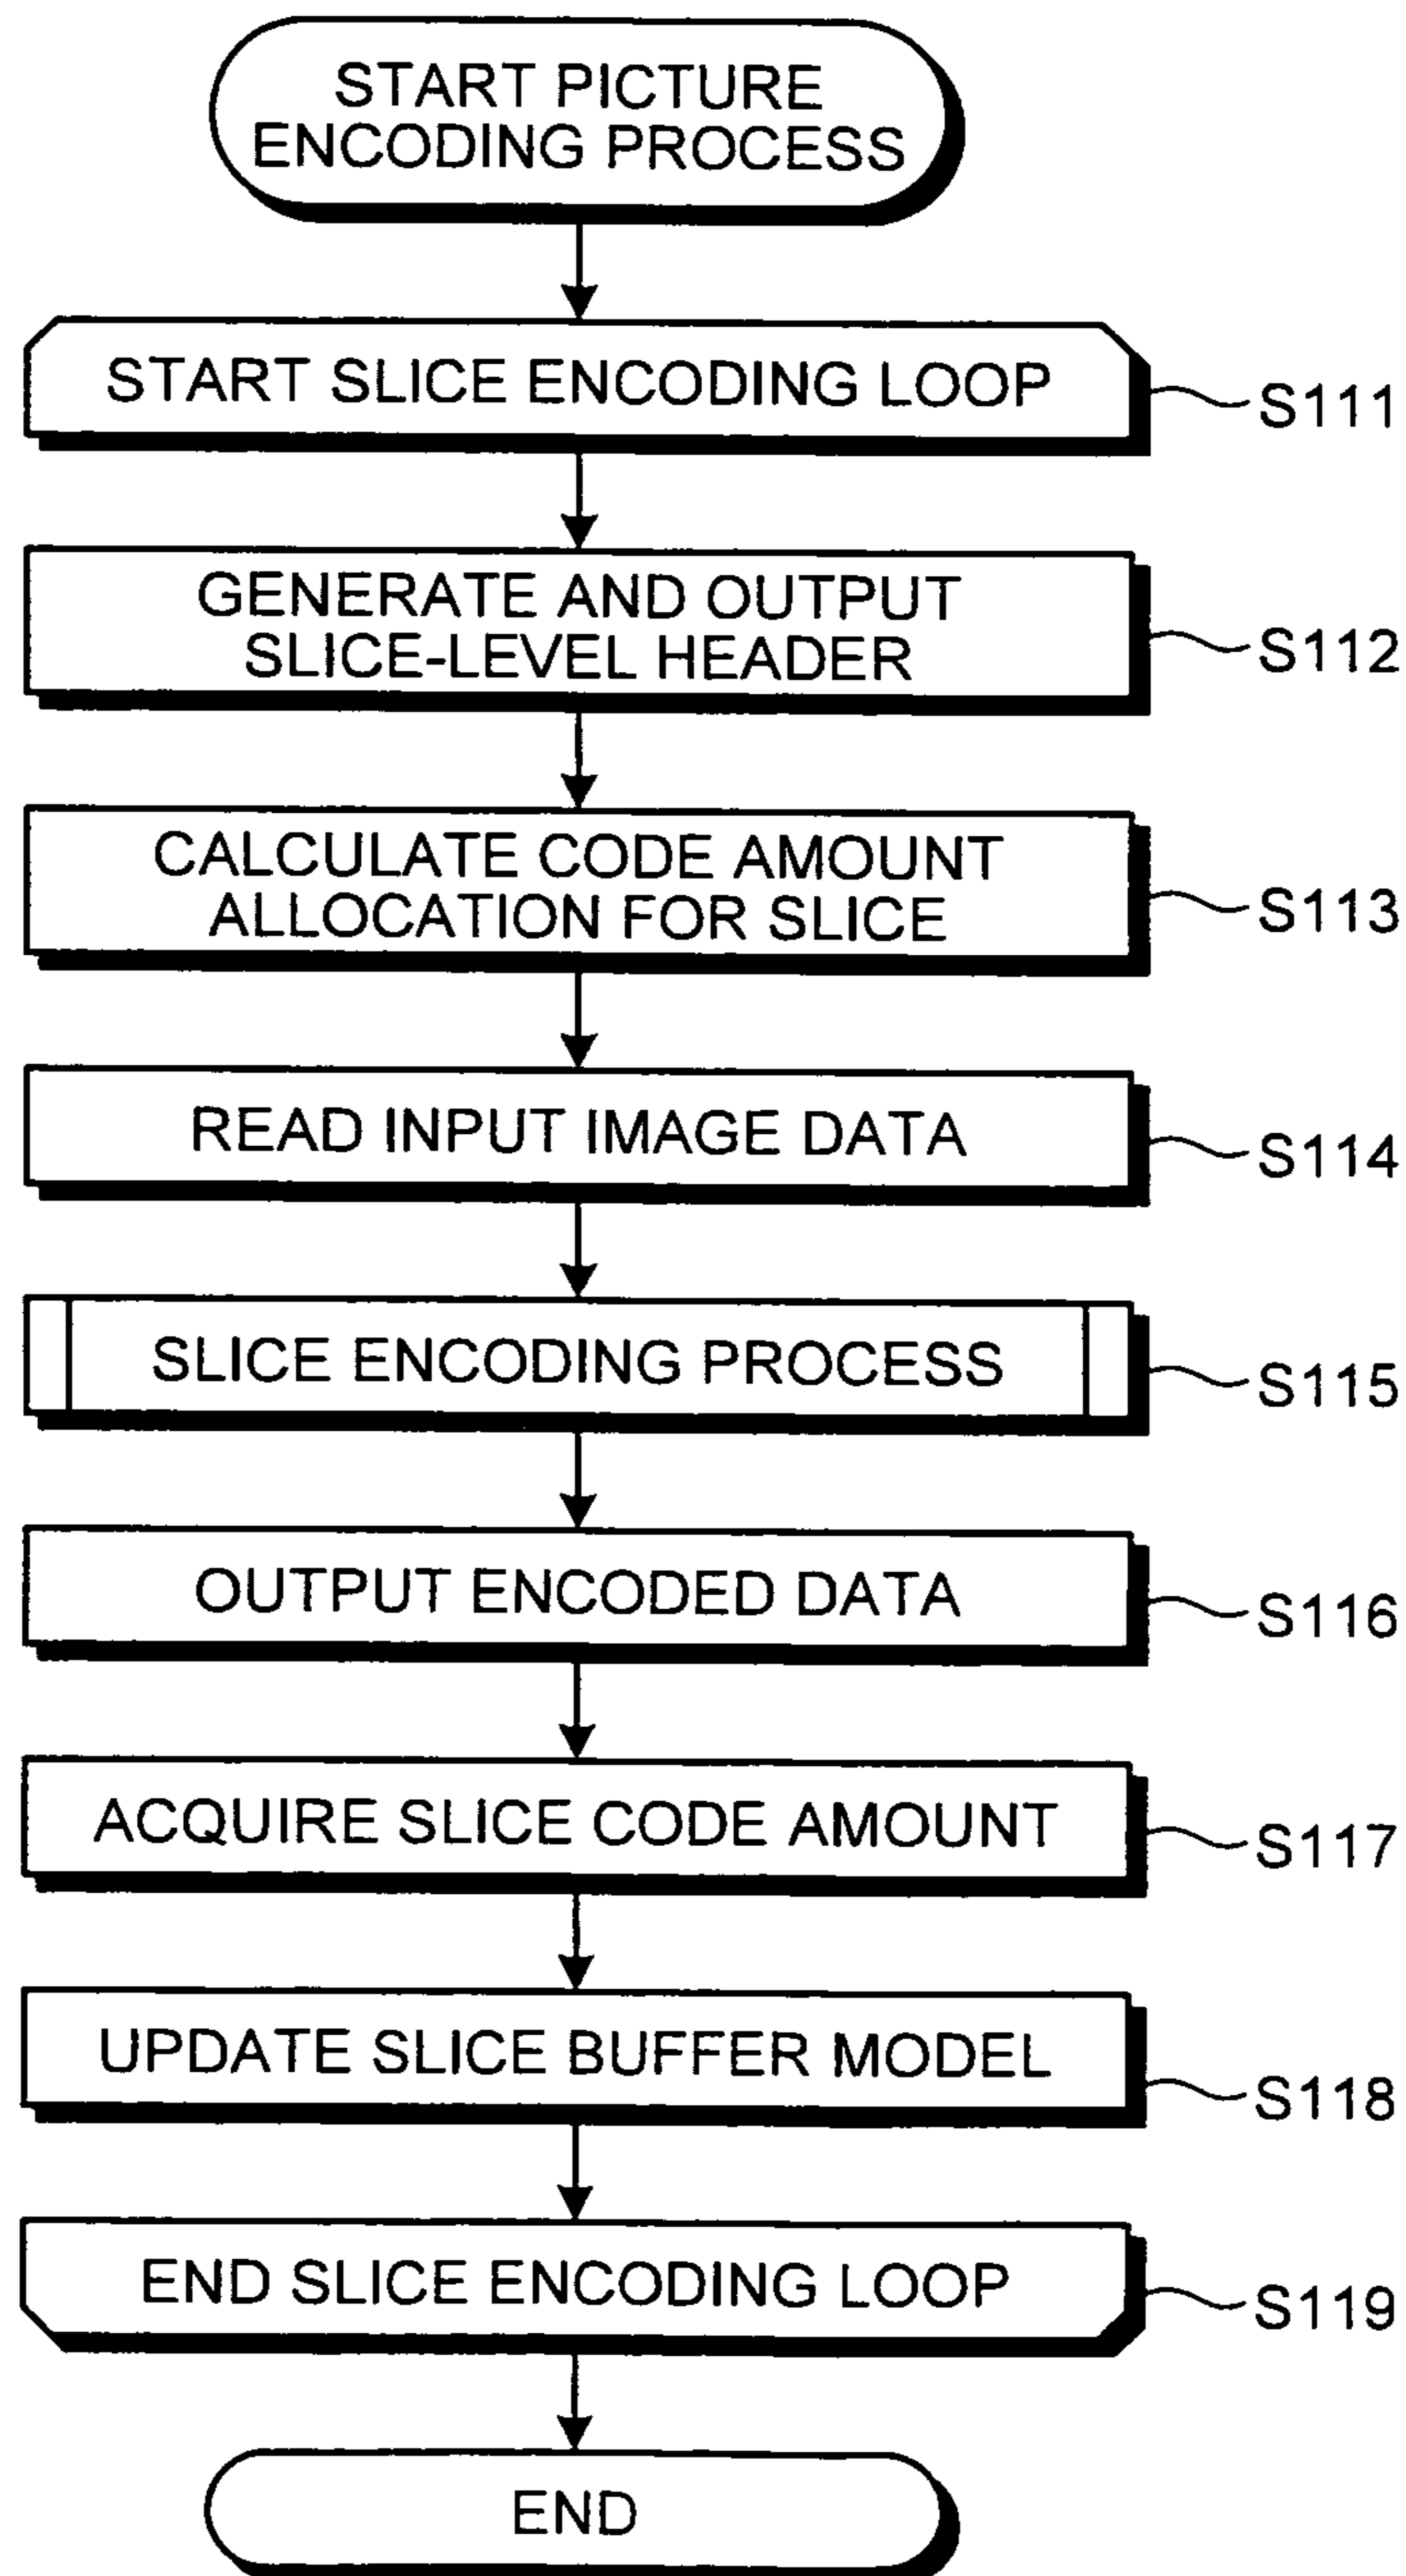 START PICTURE
ENCODING PROCESS
START SLICE ENCODING LOOP
S111
GENERATE AND OUTPUT
SLICE-LEVEL HEADER
S112
CALCULATE CODE AMOUNT
ALLOCATION FOR SLICE
S113
READ INPUT IMAGE DATA
S114
SLICE ENCODING PROCESS
S115
OUTPUT ENCODED DATA
S116
ACQUIRE SLICE CODE AMOUNT
S117
UPDATE SLICE BUFFER MODEL
S118
END SLICE ENCODING LOOP
S119
END